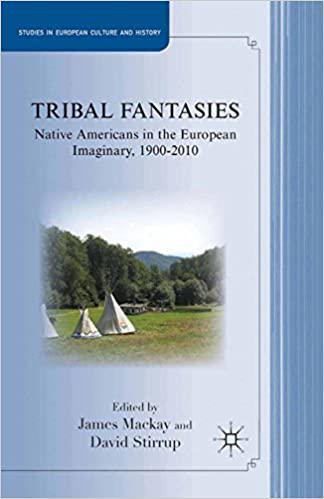 STUDIES IN EUROPEAN CULTURE AND HISTORY
TRIBAL FANTASIES
Native Americans in the European
Imaginary, 1900-2010
Edited by
James Mackay
and
David Stirrup